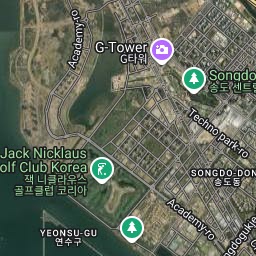 Academy-ro
G-Tower
G타워
Songdo
송도 센트럴
Techno park-ro
Jack Nicklaus
olf Club Korea
잭 니클라우스
골프클럽 코리아
SONGDO-DON
송도동
Academy-ro
YEONSU-GU
연수구
ongdogukje